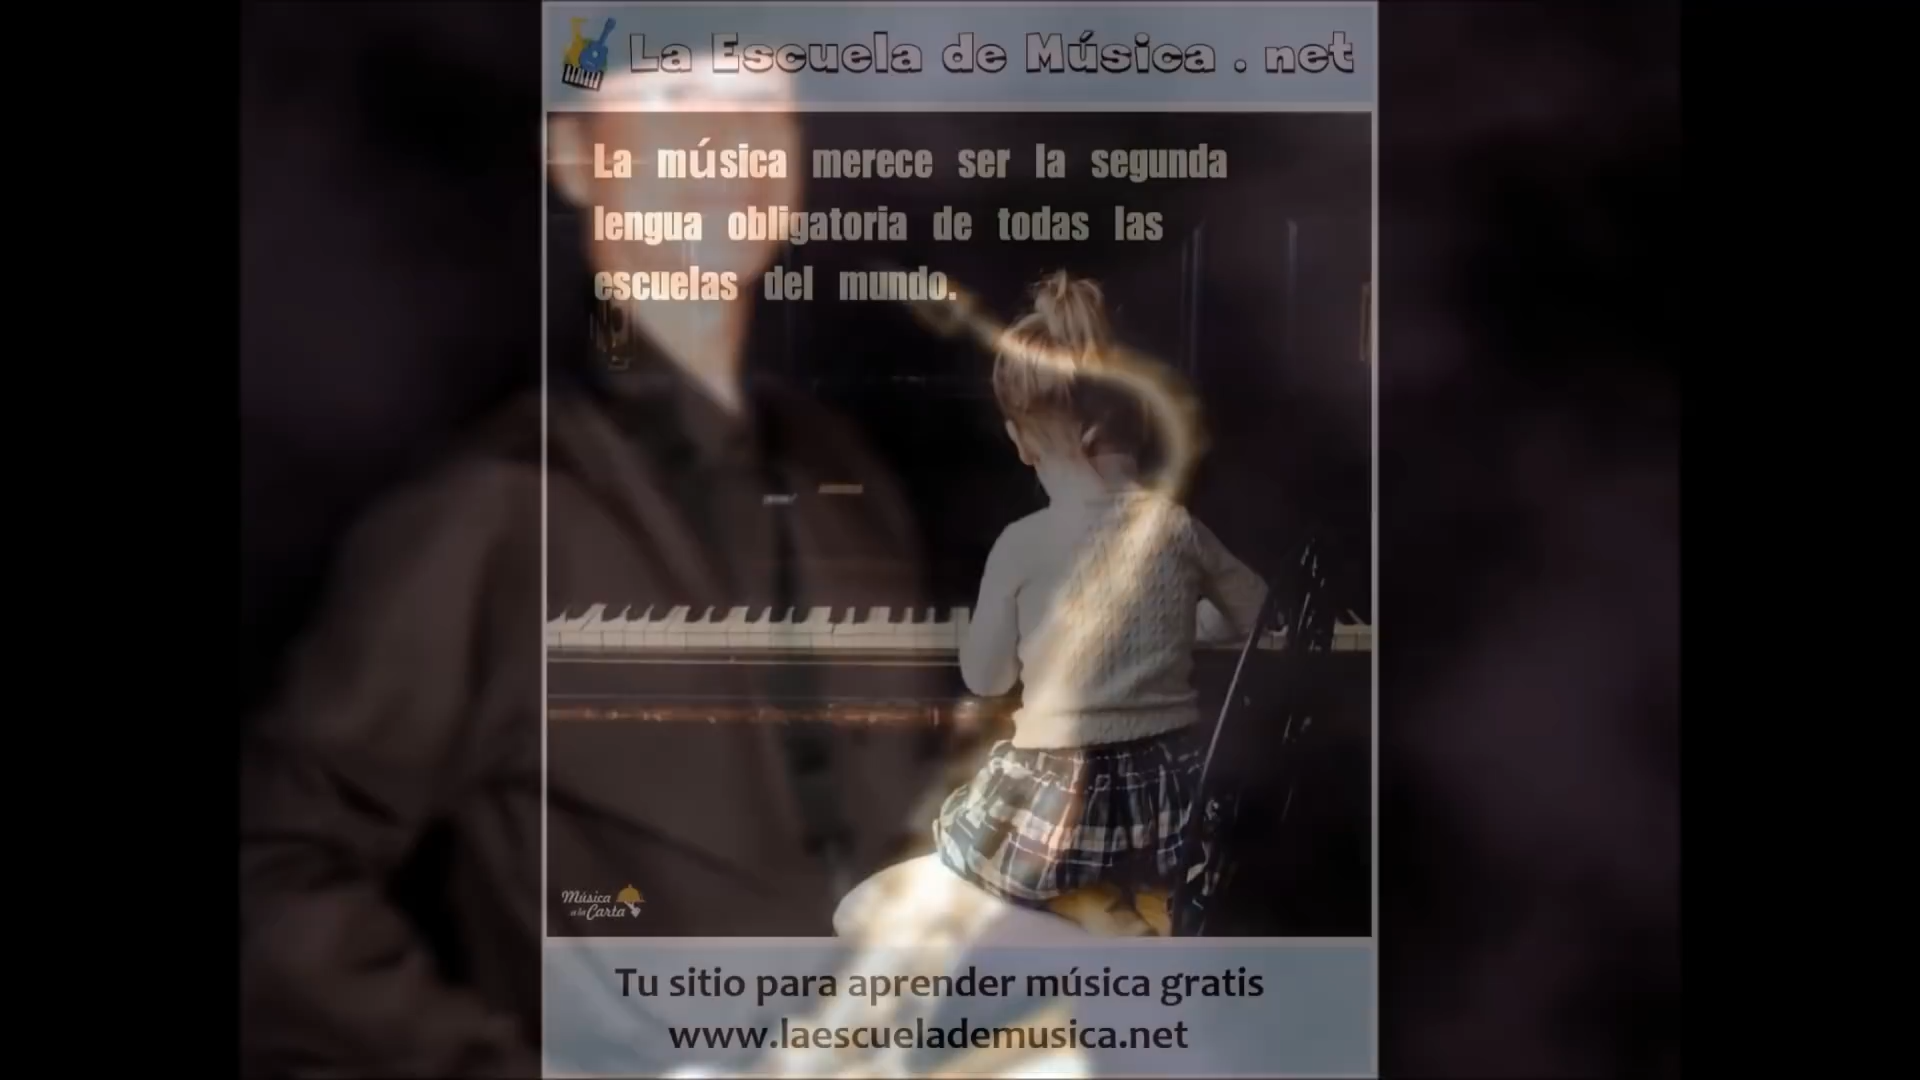 La Escuela de Música . net
La música merece ser la segunda
lengua obligatoria de todas las
escuelas del mundo.
Música
a la Carta
Tu sitio para aprender música gratis
www.laescuelademusica.net